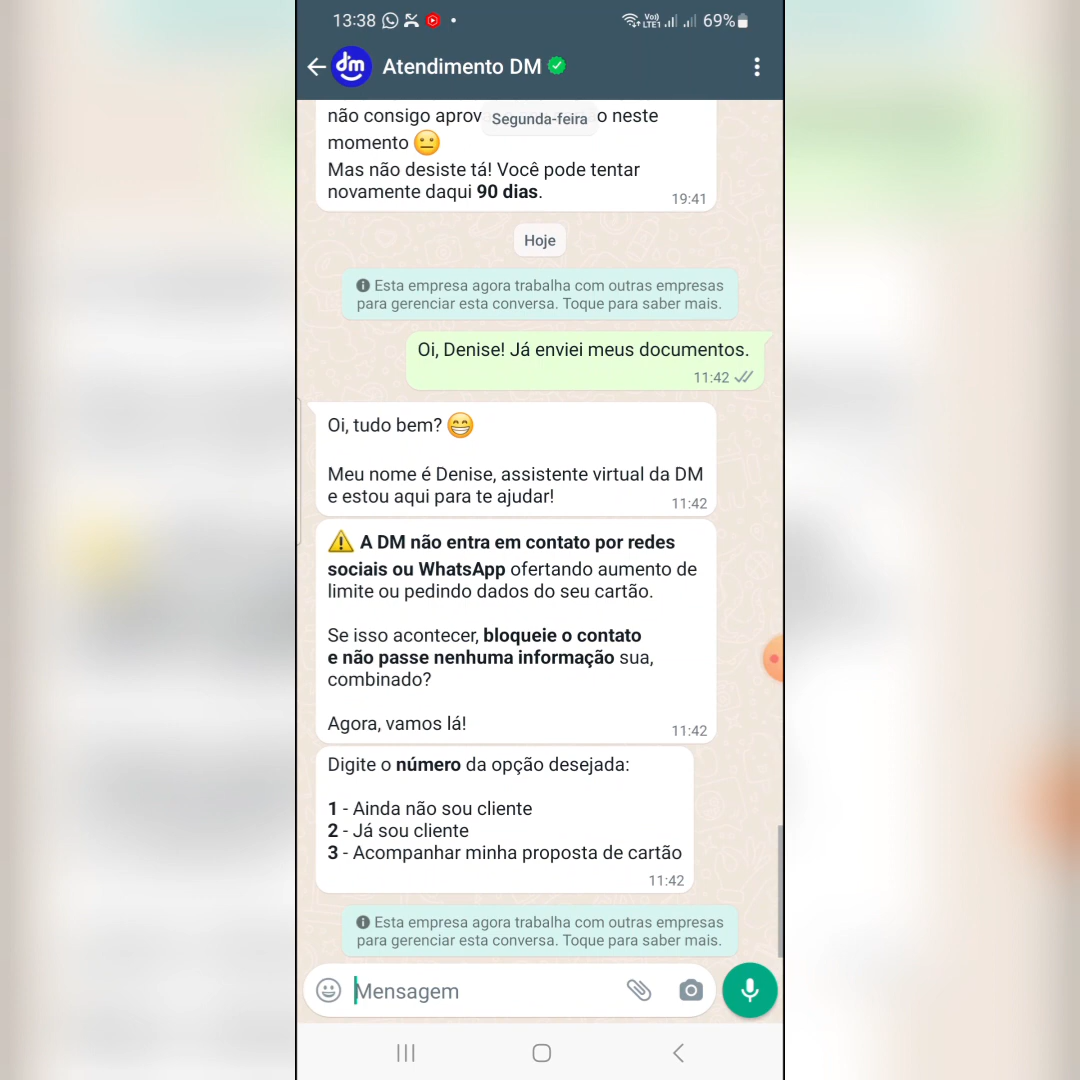 13:38
VoD
LTE1
69%
dm
Atendimento DM
não consigo aprov
Segunda-feira
o neste
momento 😐
Mas não desiste tá! Você pode tentar
novamente daqui 90 dias.
19:41
Hoje
Esta empresa agora trabalha com outras empresas
para gerenciar esta conversa. Toque para saber mais.
Oi, Denise! Já enviei meus documentos.
11:42
Oi, tudo bem? 😁
Meu nome é Denise, assistente virtual da DM
e estou aqui para te ajudar!
11:42
⚠️ A DM não entra em contato por redes
sociais ou WhatsApp ofertando aumento de
limite ou pedindo dados do seu cartão.
Se isso acontecer, bloqueie o contato
e não passe nenhuma informação sua,
combinado?
Agora, vamos lá!
11:42
Digite o número da opção desejada:
1 - Ainda não sou cliente
2 - Já sou cliente
3 - Acompanhar minha proposta de cartão
11:42
Esta empresa agora trabalha com outras empresas
para gerenciar esta conversa. Toque para saber mais.
Mensagem